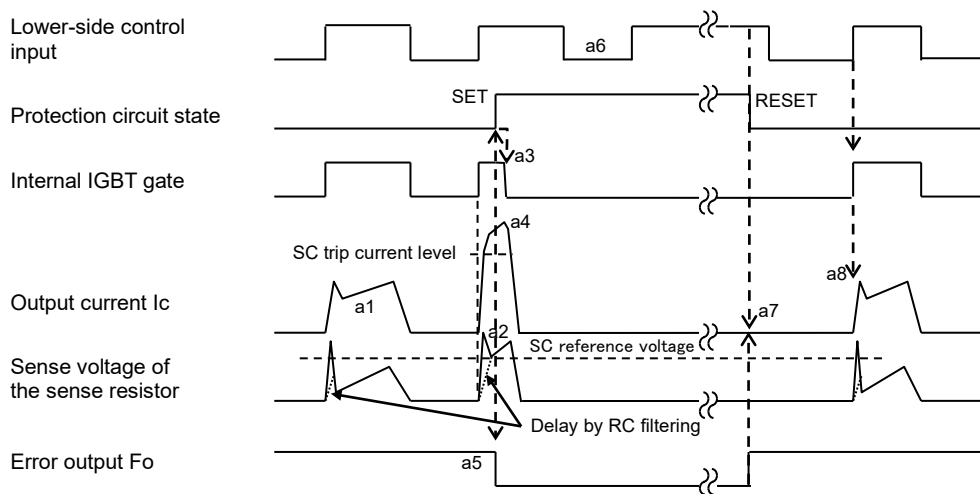 Lower-side control
input
a6
Protection circuit state
SET
RESET
a3
Internal IGBT gate
a4
SC trip current level
a8
Output current Ic
a1
a7
a2
SC reference voltage
Sense voltage of
the sense resistor
Delay by RC filtering
Error output Fo
a5